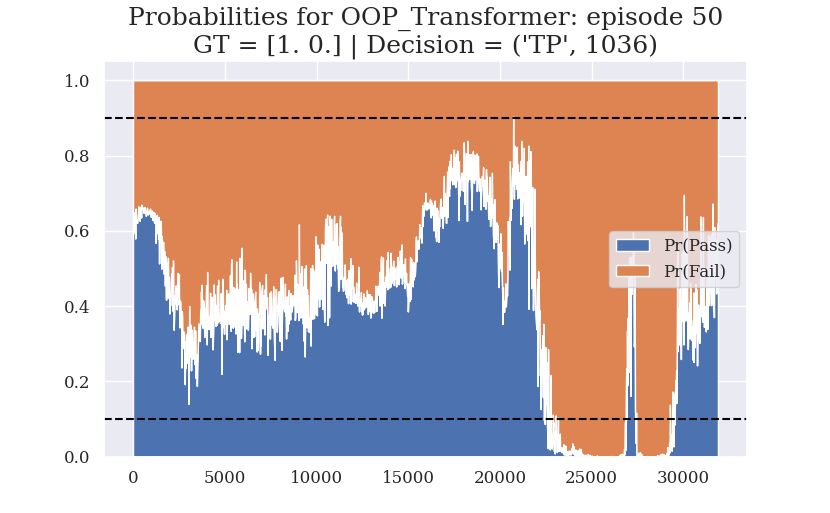 Probabilities for OOP_Transformer: episode 50
GT = [1. 0.] | Decision = ('TP', 1036)
1.0
0.8
0.6
0.4
0.2
0.0
Pr(Pass)
Pr(Fail)
0 5000 10000 15000 20000 25000 30000